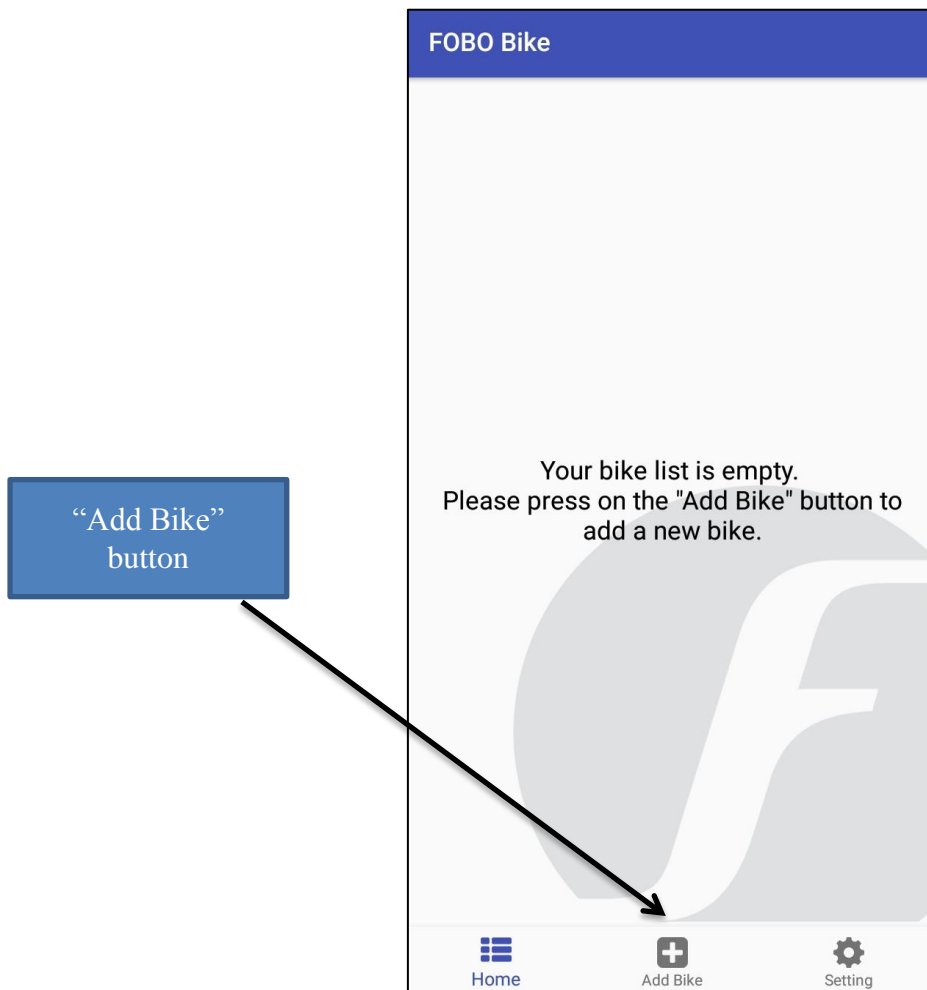 FOBO Bike
Your bike list is empty.
Please press on the "Add Bike" button to
add a new bike.
“Add Bike”
button
Home
Add Bike
Setting